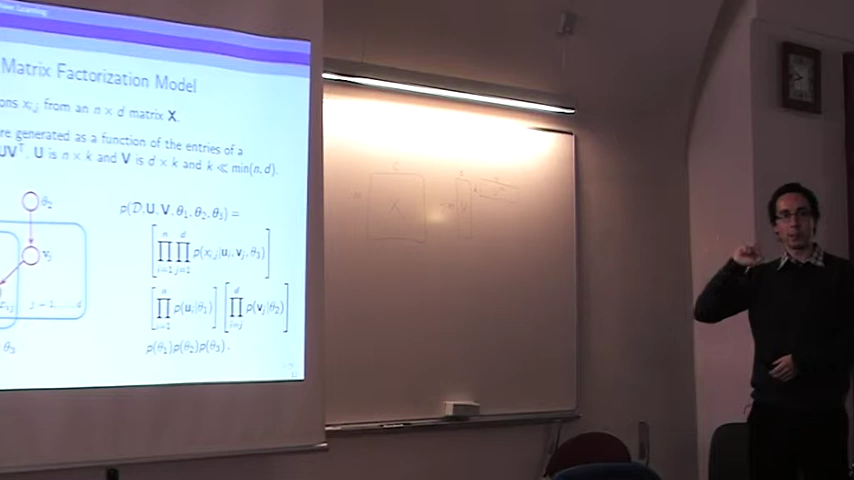 Learning
Matrix Factorization Model
ons x_{i,j} from an n × d matrix X.
re generated as a function of the entries of a
UV^T. U is n × k and V is d × k and k ≪ min(n, d).
θ_2
p(D, U, V, θ_1, θ_2, θ_3) =
v_j
[∏_{i=1}^{n} ∏_{j=1}^{d} p(x_{i,j}|u_i, v_j, θ_3)]
j = 1, ..., d
[∏_{i=1}^{n} p(u_i|θ_1)] [∏_{i=j}^{d} p(v_j|θ_2)]
θ_3
p(θ_1)p(θ_2)p(θ_3).
X